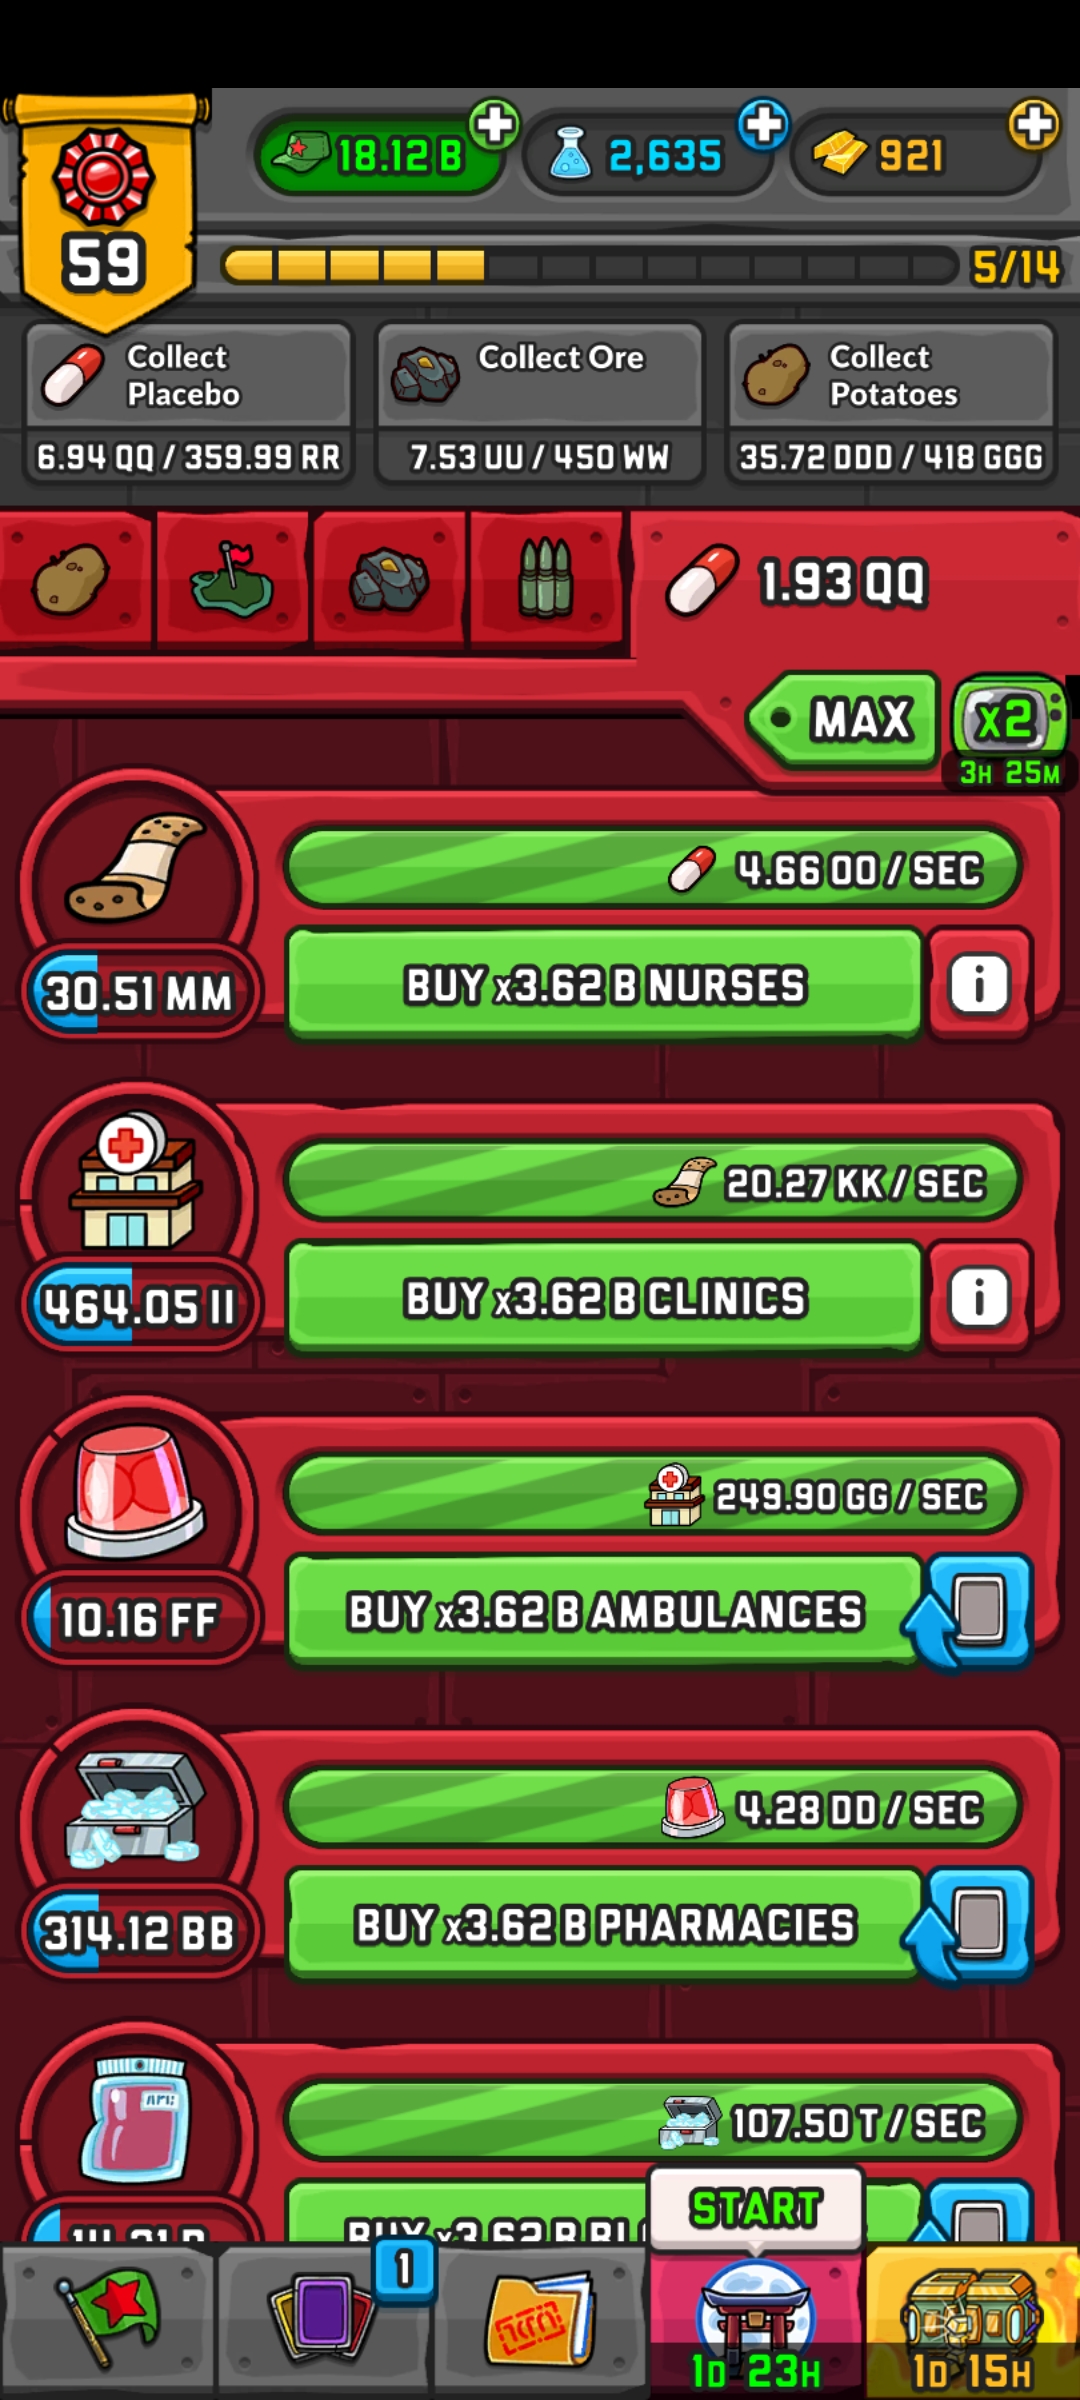 18.12 B
2,635
921
59
5/14
Collect
Placebo
6.94 QQ / 359.99 RR
Collect Ore
7.53 UU / 450 WW
Collect
Potatoes
35.72 DDD / 418 GGG
1.93 QQ
MAX
x2
3H 25M
4.66 OO / SEC
30.51 MM
BUY x3.62 B NURSES
i
20.27 KK / SEC
464.05 II
BUY x3.62 B CLINICS
i
249.90 GG / SEC
10.16 FF
BUY x3.62 B AMBULANCES
4.28 DD / SEC
314.12 BB
BUY x3.62 B PHARMACIES
107.50 T / SEC
BUY x3.62 B
START
1
1D 23H
1D 15H